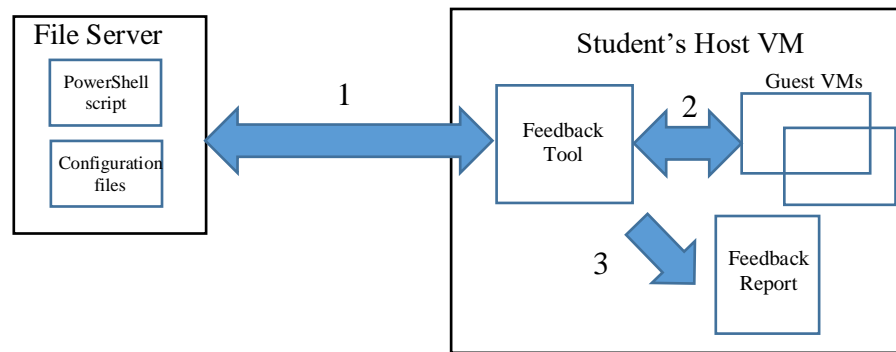 File Server
PowerShell
script
Configuration
files
1
Student's Host VM
Feedback
Tool
2
Guest VMs
3
Feedback
Report